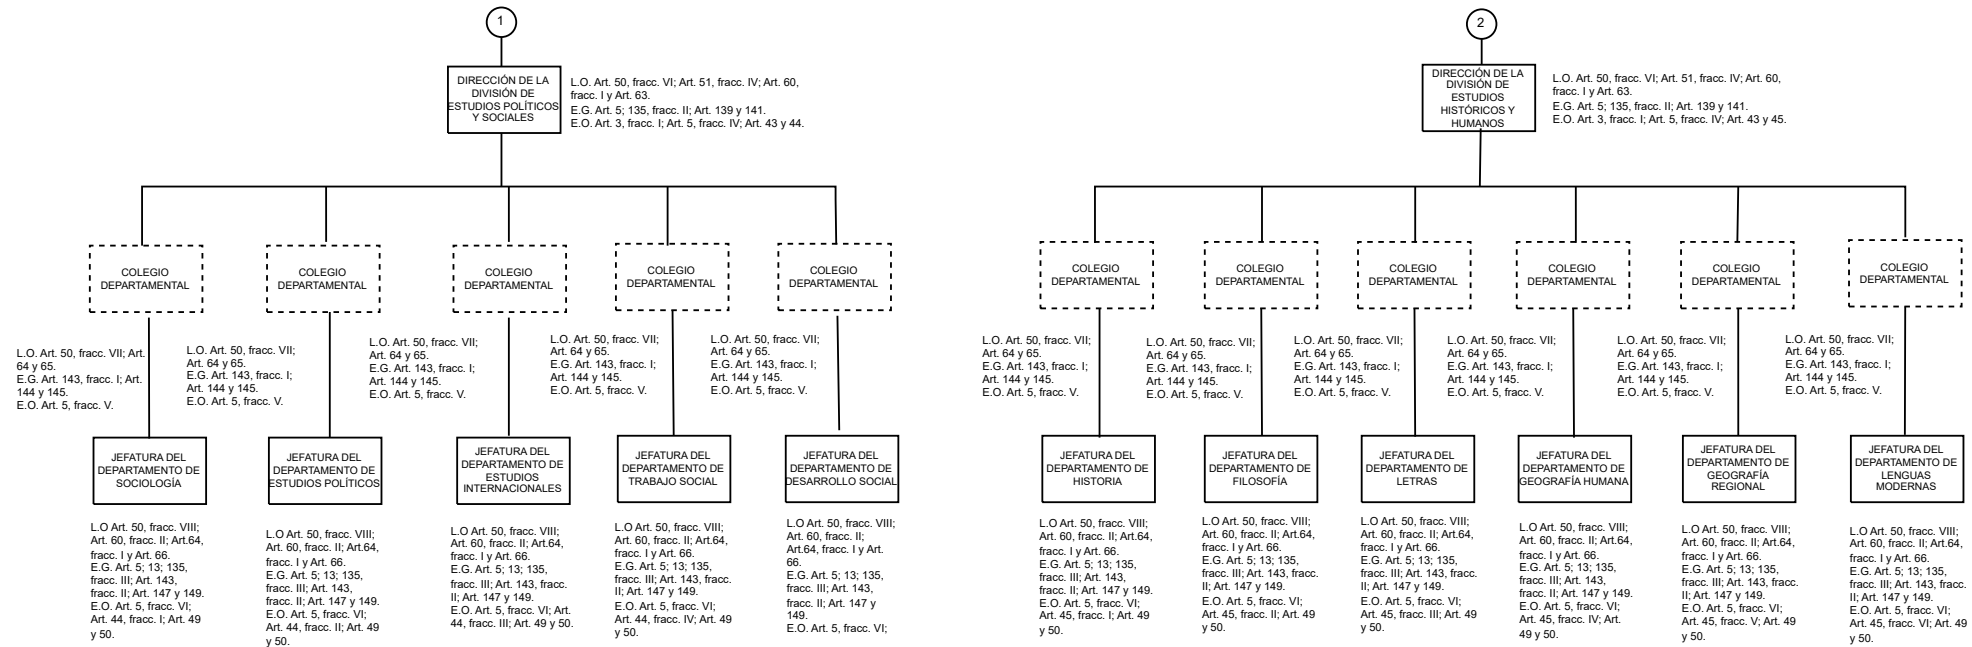 1
DIRECCIÓN DE LA
DIVISIÓN DE
ESTUDIOS POLÍTICOS
Y SOCIALES
L.O. Art. 50, fracc. VI; Art. 51, fracc. IV; Art. 60,
fracc. I y Art. 63.
E.G. Art. 5; 135, fracc. II; Art. 139 y 141.
E.O. Art. 3, fracc. I; Art. 5, fracc. IV; Art. 43 y 44.
COLEGIO
DEPARTAMENTAL
COLEGIO
DEPARTAMENTAL
COLEGIO
DEPARTAMENTAL
COLEGIO
DEPARTAMENTAL
COLEGIO
DEPARTAMENTAL
L.O. Art. 50, fracc. VII; Art.
64 y 65.
E.G. Art. 143, fracc. I; Art.
144 y 145.
E.O. Art. 5, fracc. V.
L.O. Art. 50, fracc. VII;
Art. 64 y 65.
E.G. Art. 143, fracc. I;
Art. 144 y 145.
E.O. Art. 5, fracc. V.
L.O. Art. 50, fracc. VII;
Art. 64 y 65.
E.G. Art. 143, fracc. I;
Art. 144 y 145.
E.O. Art. 5, fracc. V.
L.O. Art. 50, fracc. VII;
Art. 64 y 65.
E.G. Art. 143, fracc. I;
Art. 144 y 145.
E.O. Art. 5, fracc. V.
L.O. Art. 50, fracc. VII;
Art. 64 y 65.
E.G. Art. 143, fracc. I;
Art. 144 y 145.
E.O. Art. 5, fracc. V.
JEFATURA DEL
DEPARTAMENTO DE
SOCIOLOGÍA
JEFATURA DEL
DEPARTAMENTO DE
ESTUDIOS POLÍTICOS
JEFATURA DEL
DEPARTAMENTO DE
ESTUDIOS
INTERNACIONALES
JEFATURA DEL
DEPARTAMENTO DE
TRABAJO SOCIAL
JEFATURA DEL
DEPARTAMENTO DE
DESARROLLO SOCIAL
L.O Art. 50, fracc. VIII;
Art. 60, fracc. II; Art.64,
fracc. I y Art. 66.
E.G. Art. 5; 13; 135,
fracc. III; Art. 143,
fracc. II; Art. 147 y 149.
E.O. Art. 5, fracc. VI;
Art. 44, fracc. I; Art. 49
y 50.
L.O Art. 50, fracc. VIII;
Art. 60, fracc. II; Art.64,
fracc. I y Art. 66.
E.G. Art. 5; 13; 135,
fracc. III; Art. 143,
fracc. II; Art. 147 y 149.
E.O. Art. 5, fracc. VI;
Art. 44, fracc. II; Art. 49
y 50.
L.O Art. 50, fracc. VIII;
Art. 60, fracc. II; Art.64,
fracc. I y Art. 66.
E.G. Art. 5; 13; 135,
fracc. III; Art. 143, fracc.
II; Art. 147 y 149.
E.O. Art. 5, fracc. VI; Art.
44, fracc. III; Art. 49 y 50.
L.O Art. 50, fracc. VIII;
Art. 60, fracc. II; Art.64,
fracc. I y Art. 66.
E.G. Art. 5; 13; 135,
fracc. III; Art. 143, fracc.
II; Art. 147 y 149.
E.O. Art. 5, fracc. VI;
Art. 44, fracc. IV; Art. 49
y 50.
L.O Art. 50, fracc. VIII;
Art. 60, fracc. II;
Art.64, fracc. I y Art.
66.
E.G. Art. 5; 13; 135,
fracc. III; Art. 143,
fracc. II; Art. 147 y
149.
E.O. Art. 5, fracc. VI;
2
DIRECCIÓN DE LA
DIVISIÓN DE
ESTUDIOS
HISTÓRICOS Y
HUMANOS
L.O. Art. 50, fracc. VI; Art. 51, fracc. IV; Art. 60,
fracc. I y Art. 63.
E.G. Art. 5; 135, fracc. II; Art. 139 y 141.
E.O. Art. 3, fracc. I; Art. 5, fracc. IV; Art. 43 y 45.
COLEGIO
DEPARTAMENTAL
COLEGIO
DEPARTAMENTAL
COLEGIO
DEPARTAMENTAL
COLEGIO
DEPARTAMENTAL
COLEGIO
DEPARTAMENTAL
COLEGIO
DEPARTAMENTAL
L.O. Art. 50, fracc. VII;
Art. 64 y 65.
E.G. Art. 143, fracc. I;
Art. 144 y 145.
E.O. Art. 5, fracc. V.
L.O. Art. 50, fracc. VII;
Art. 64 y 65.
E.G. Art. 143, fracc. I;
Art. 144 y 145.
E.O. Art. 5, fracc. V.
L.O. Art. 50, fracc. VII;
Art. 64 y 65.
E.G. Art. 143, fracc. I;
Art. 144 y 145.
E.O. Art. 5, fracc. V.
L.O. Art. 50, fracc. VII;
Art. 64 y 65.
E.G. Art. 143, fracc. I;
Art. 144 y 145.
E.O. Art. 5, fracc. V.
L.O. Art. 50, fracc. VII;
Art. 64 y 65.
E.G. Art. 143, fracc. I;
Art. 144 y 145.
E.O. Art. 5, fracc. V.
L.O. Art. 50, fracc. VII;
Art. 64 y 65.
E.G. Art. 143, fracc. I;
Art. 144 y 145.
E.O. Art. 5, fracc. V.
JEFATURA DEL
DEPARTAMENTO DE
HISTORIA
JEFATURA DEL
DEPARTAMENTO DE
FILOSOFÍA
JEFATURA DEL
DEPARTAMENTO DE
LETRAS
JEFATURA DEL
DEPARTAMENTO DE
GEOGRAFÍA HUMANA
JEFATURA DEL
DEPARTAMENTO DE
GEOGRAFÍA
REGIONAL
JEFATURA DEL
DEPARTAMENTO DE
LENGUAS
MODERNAS
L.O Art. 50, fracc. VIII;
Art. 60, fracc. II; Art.64,
fracc. I y Art. 66.
E.G. Art. 5; 13; 135,
fracc. III; Art. 143,
fracc. II; Art. 147 y 149.
E.O. Art. 5, fracc. VI;
Art. 45, fracc. I; Art. 49
y 50.
L.O Art. 50, fracc. VIII;
Art. 60, fracc. II; Art.64,
fracc. I y Art. 66.
E.G. Art. 5; 13; 135,
fracc. III; Art. 143, fracc.
II; Art. 147 y 149.
E.O. Art. 5, fracc. VI;
Art. 45, fracc. II; Art. 49
y 50.
L.O Art. 50, fracc. VIII;
Art. 60, fracc. II; Art.64,
fracc. I y Art. 66.
E.G. Art. 5; 13; 135,
fracc. III; Art. 143, fracc.
II; Art. 147 y 149.
E.O. Art. 5, fracc. VI;
Art. 45, fracc. III; Art. 49
y 50.
L.O Art. 50, fracc. VIII;
Art. 60, fracc. II; Art.64,
fracc. I y Art. 66.
E.G. Art. 5; 13; 135,
fracc. III; Art. 143,
fracc. II; Art. 147 y 149.
E.O. Art. 5, fracc. VI;
Art. 45, fracc. IV; Art.
49 y 50.
L.O Art. 50, fracc. VIII;
Art. 60, fracc. II; Art.64,
fracc. I y Art. 66.
E.G. Art. 5; 13; 135,
fracc. III; Art. 143, fracc.
II; Art. 147 y 149.
E.O. Art. 5, fracc. VI;
Art. 45, fracc. V; Art. 49
y 50.
L.O Art. 50, fracc. VIII;
Art. 60, fracc. II; Art.64,
fracc. I y Art. 66.
E.G. Art. 5; 13; 135,
fracc. III; Art. 143, fracc.
II; Art. 147 y 149.
E.O. Art. 5, fracc. VI;
Art. 45, fracc. VI; Art. 49
y 50.